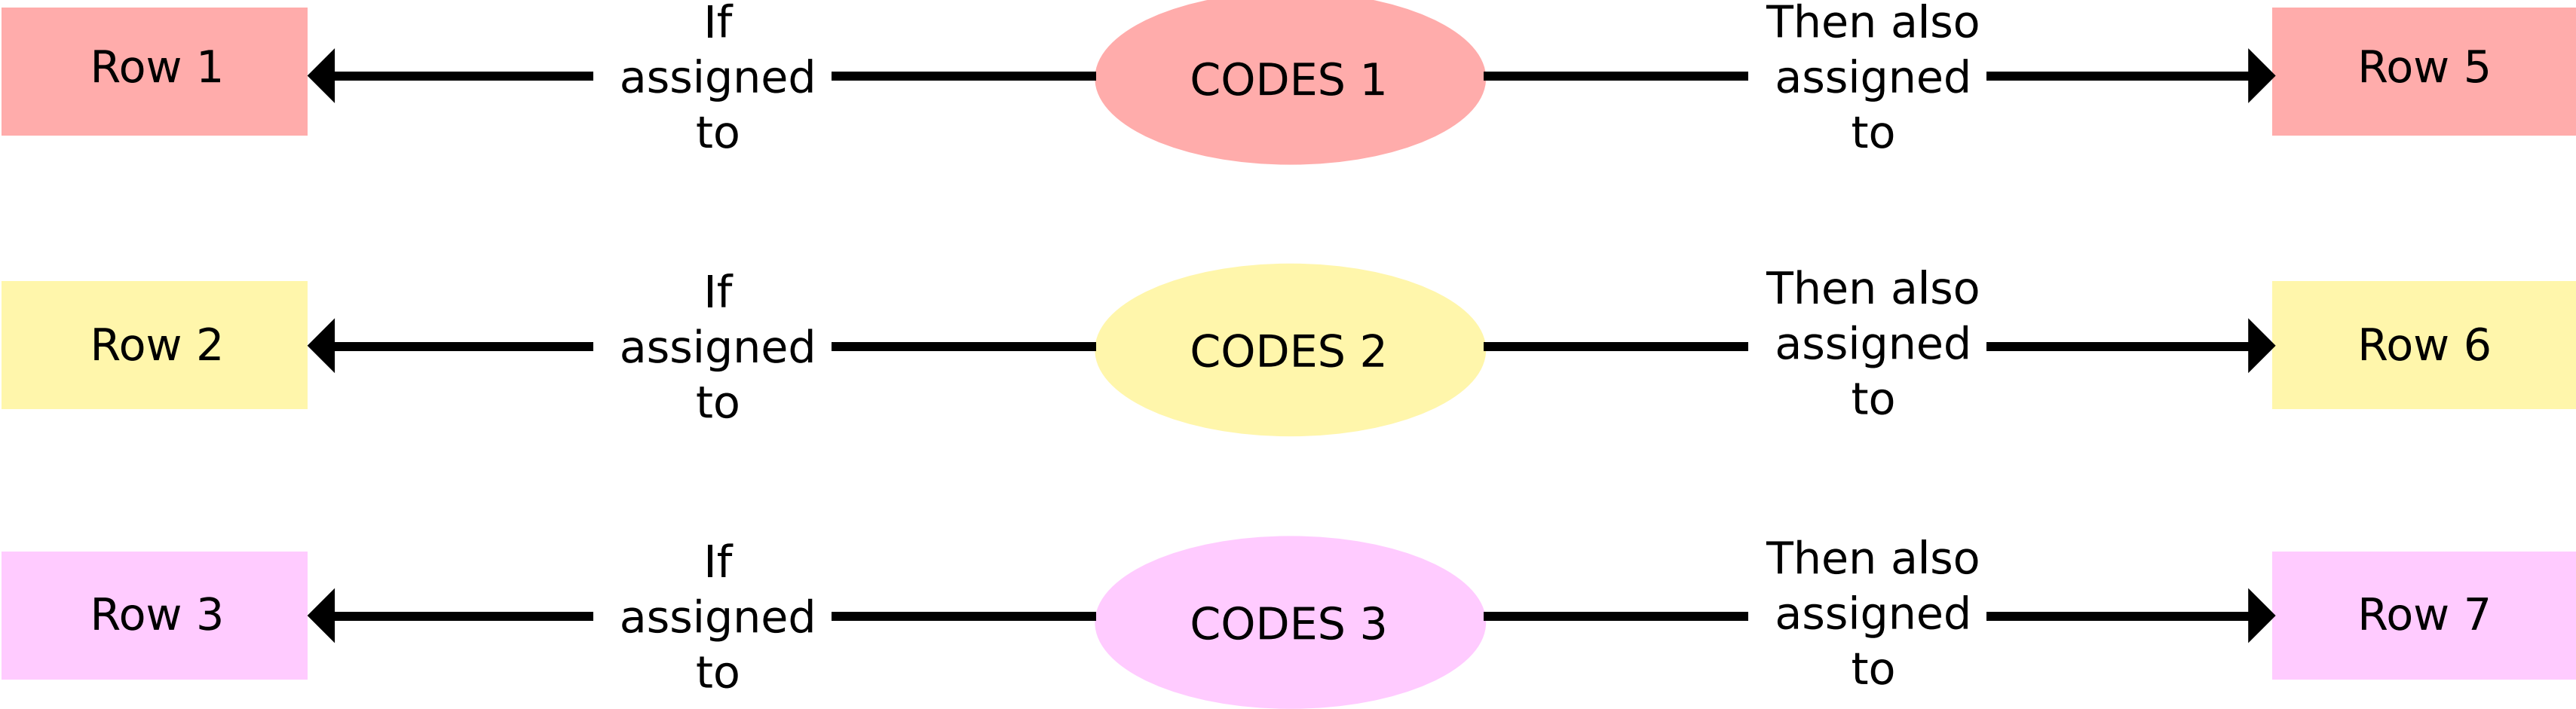 Row 1
If
assigned
to
CODES 1
Then also
assigned
to
Row 5
Row 2
If
assigned
to
CODES 2
Then also
assigned
to
Row 6
Row 3
If
assigned
to
CODES 3
Then also
assigned
to
Row 7